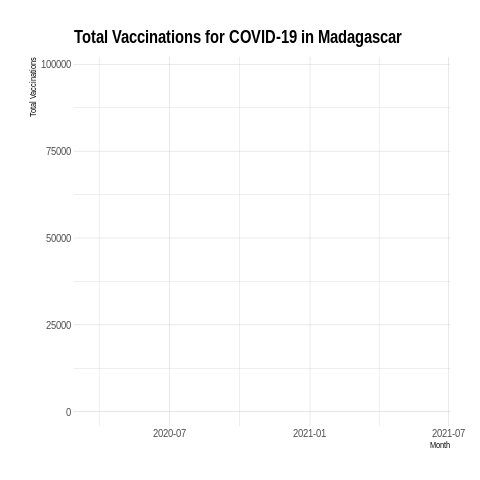 Total Vaccinations for COVID-19 in Madagascar
Total Vaccinations
100000
75000
50000
25000
0
2020-07 2021-01 2021-07
Month